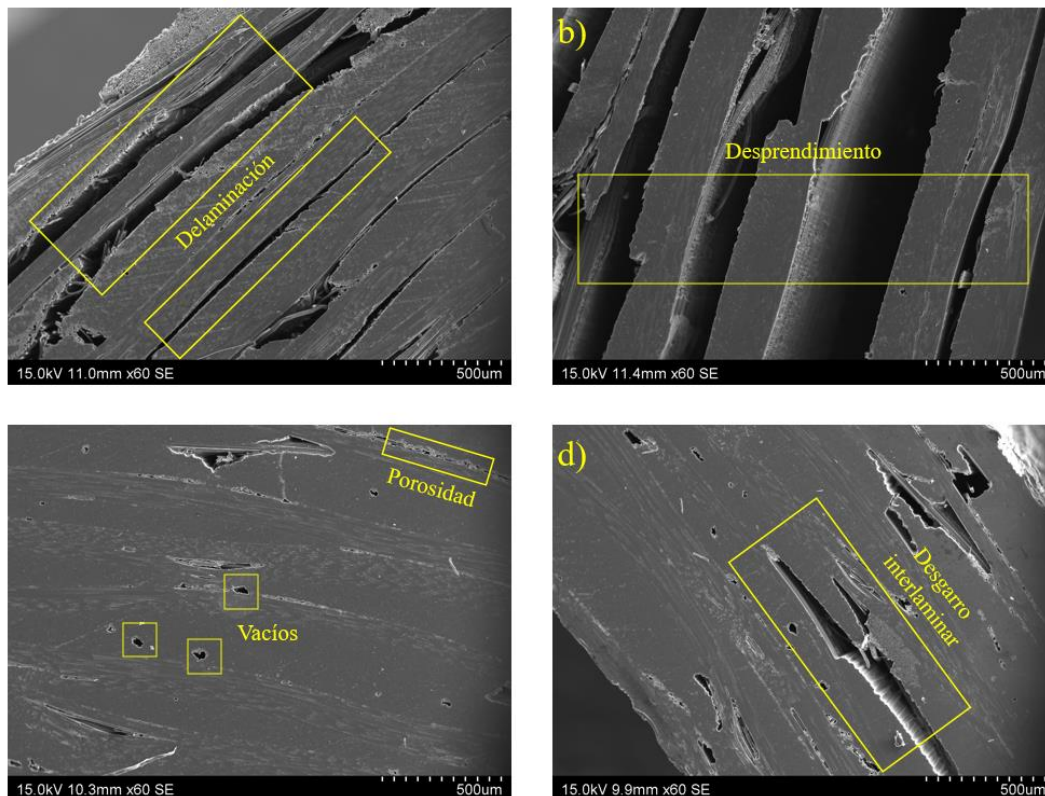 Delaminación
15.0kV 11.0mm x60 SE
500um
b)
Desprendimiento
15.0kV 11.4mm x60 SE
500um
Porosidad
Vacíos
15.0kV 10.3mm x60 SE
500um
d)
Desgarro
interlaminar
15.0kV 9.9mm x60 SE
500um